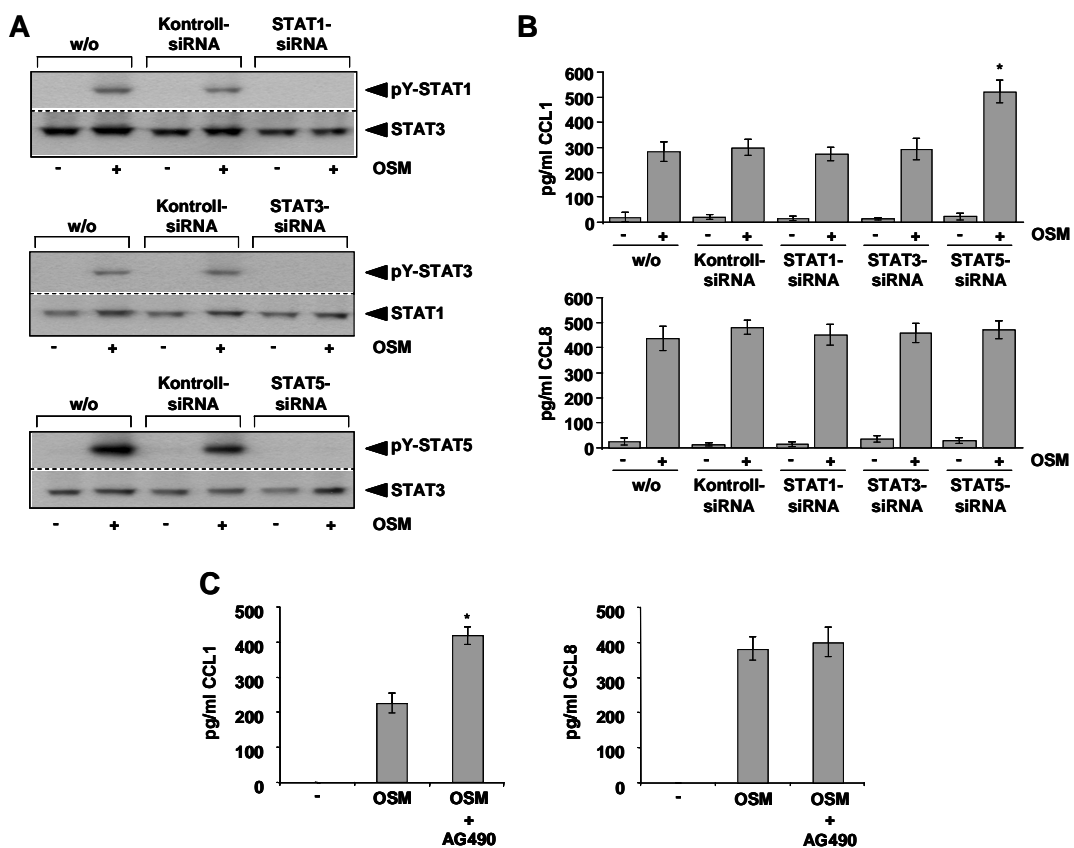 A
w/o
Kontroll-
siRNA
STAT1-
siRNA
pY-STAT1
STAT3
- + - + - + OSM
w/o
Kontroll-
siRNA
STAT3-
siRNA
pY-STAT3
STAT1
- + - + - + OSM
w/o
Kontroll-
siRNA
STAT5-
siRNA
pY-STAT5
STAT3
- + - + - + OSM
B
pg/ml CCL1
600
500
400
300
200
100
0
*
- + - + - + - + - + OSM
w/o Kontroll- STAT1- STAT3- STAT5-
siRNA siRNA siRNA siRNA
pg/ml CCL8
600
500
400
300
200
100
0
- + - + - + - + - + OSM
w/o Kontroll- STAT1- STAT3- STAT5-
siRNA siRNA siRNA siRNA
C
pg/ml CCL1
500
400
300
200
100
0
*
- OSM OSM
+
AG490
pg/ml CCL8
500
400
300
200
100
0
- OSM OSM
+
AG490